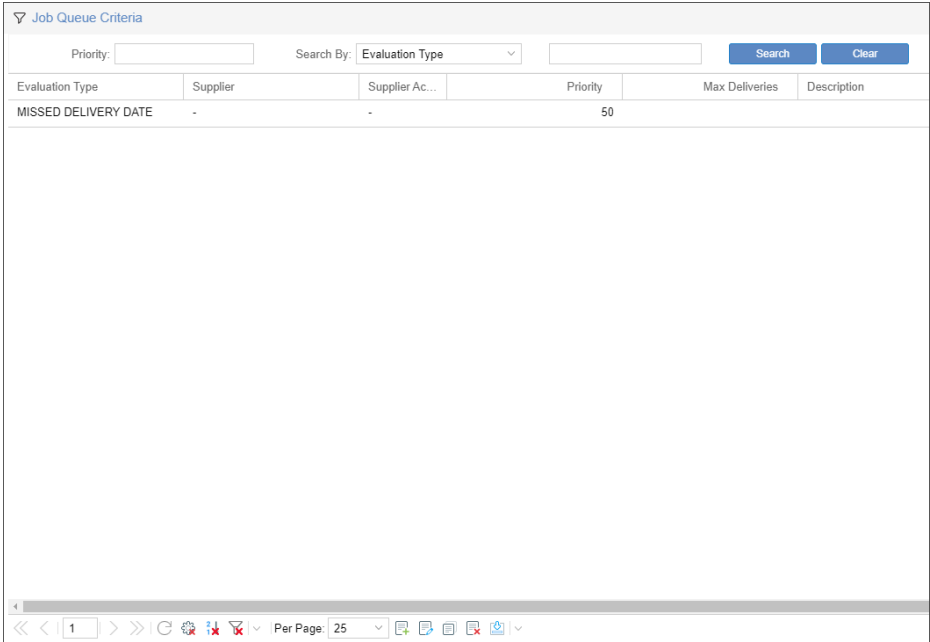 Job Queue Criteria
Priority: Search By: Evaluation Type Search Clear
Evaluation Type Supplier Supplier Ac... Priority Max Deliveries Description
MISSED DELIVERY DATE - - 50
1 Per Page: 25